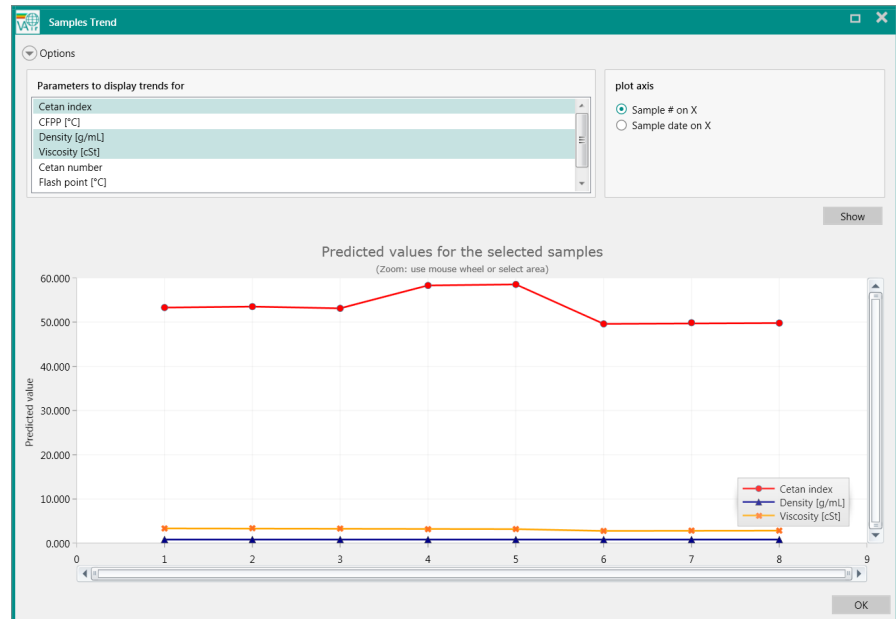 VAir
Samples Trend
Options
Parameters to display trends for
Cetan index
CFPP [°C]
Density [g/mL]
Viscosity [cSt]
Cetan number
Flash point [°C]
plot axis
Sample # on X
Sample date on X
Show
Predicted values for the selected samples
(Zoom: use mouse wheel or select area)
Predicted value
60.000
50.000
40.000
30.000
20.000
10.000
0.000
0 1 2 3 4 5 6 7 8 9
Cetan index
Density [g/mL]
Viscosity [cSt]
OK